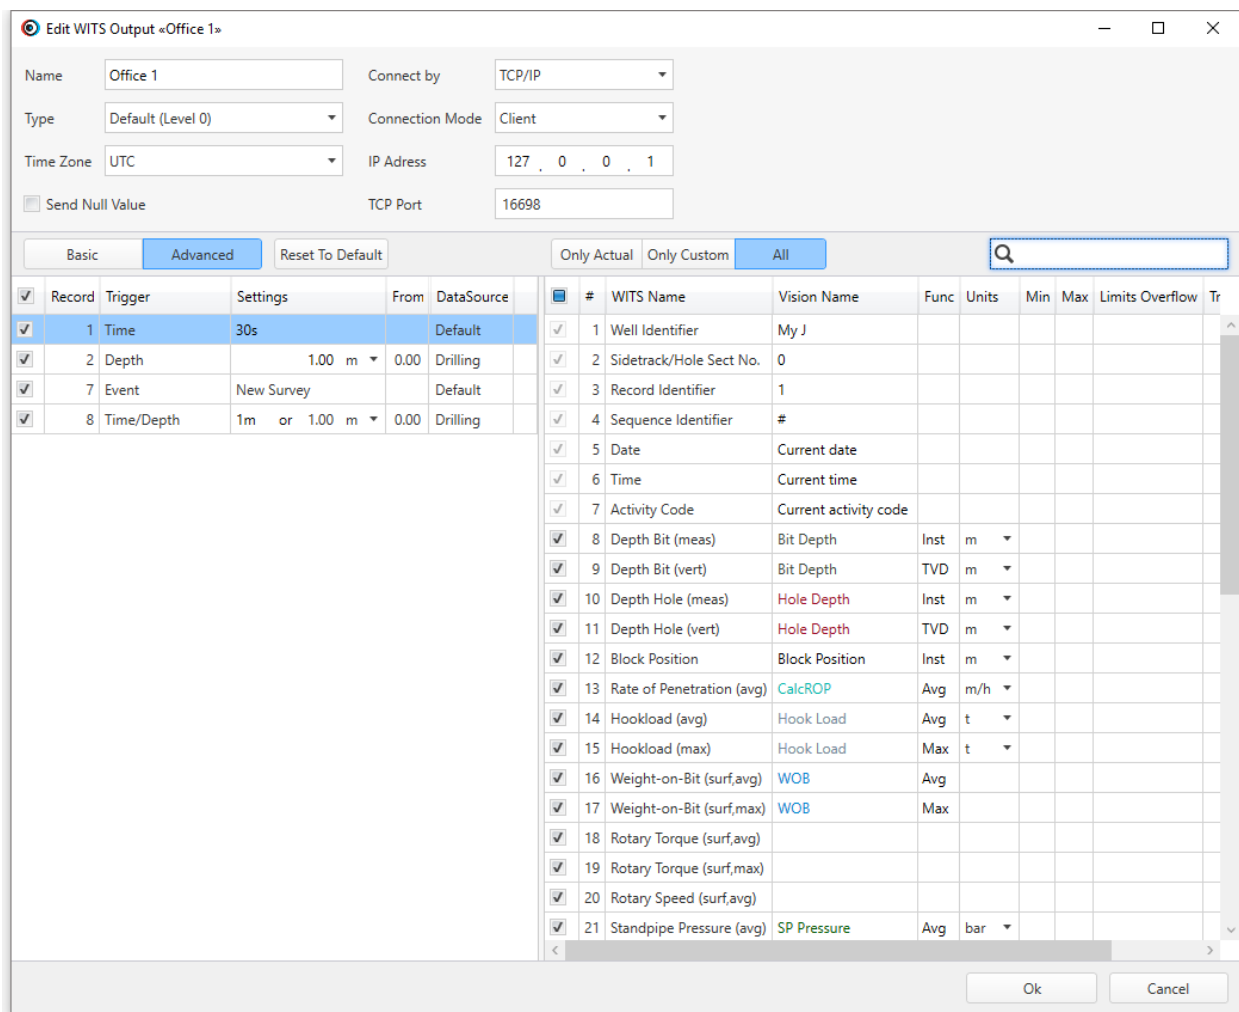 Edit WITS Output «Office 1»
Name Office 1 Connect by TCP/IP
Type Default (Level 0) Connection Mode Client
Time Zone UTC IP Adress 127 . 0 . 0 . 1
Send Null Value TCP Port 16698
Basic Advanced Reset To Default Only Actual Only Custom All
Record Trigger Settings From DataSource # WITS Name Vision Name Func Units Min Max Limits Overflow Tr
1 Time 30s Default 1 Well Identifier My J
2 Depth 1.00 m 0.00 Drilling 2 Sidetrack/Hole Sect No. 0
7 Event New Survey Default 3 Record Identifier 1
8 Time/Depth 1m or 1.00 m 0.00 Drilling 4 Sequence Identifier #
5 Date Current date
6 Time Current time
7 Activity Code Current activity code
8 Depth Bit (meas) Bit Depth Inst m
9 Depth Bit (vert) Bit Depth TVD m
10 Depth Hole (meas) Hole Depth Inst m
11 Depth Hole (vert) Hole Depth TVD m
12 Block Position Block Position Inst m
13 Rate of Penetration (avg) CalcROP Avg m/h
14 Hookload (avg) Hook Load Avg t
15 Hookload (max) Hook Load Max t
16 Weight-on-Bit (surf,avg) WOB Avg
17 Weight-on-Bit (surf,max) WOB Max
18 Rotary Torque (surf,avg)
19 Rotary Torque (surf,max)
20 Rotary Speed (surf,avg)
21 Standpipe Pressure (avg) SP Pressure Avg bar
Ok Cancel